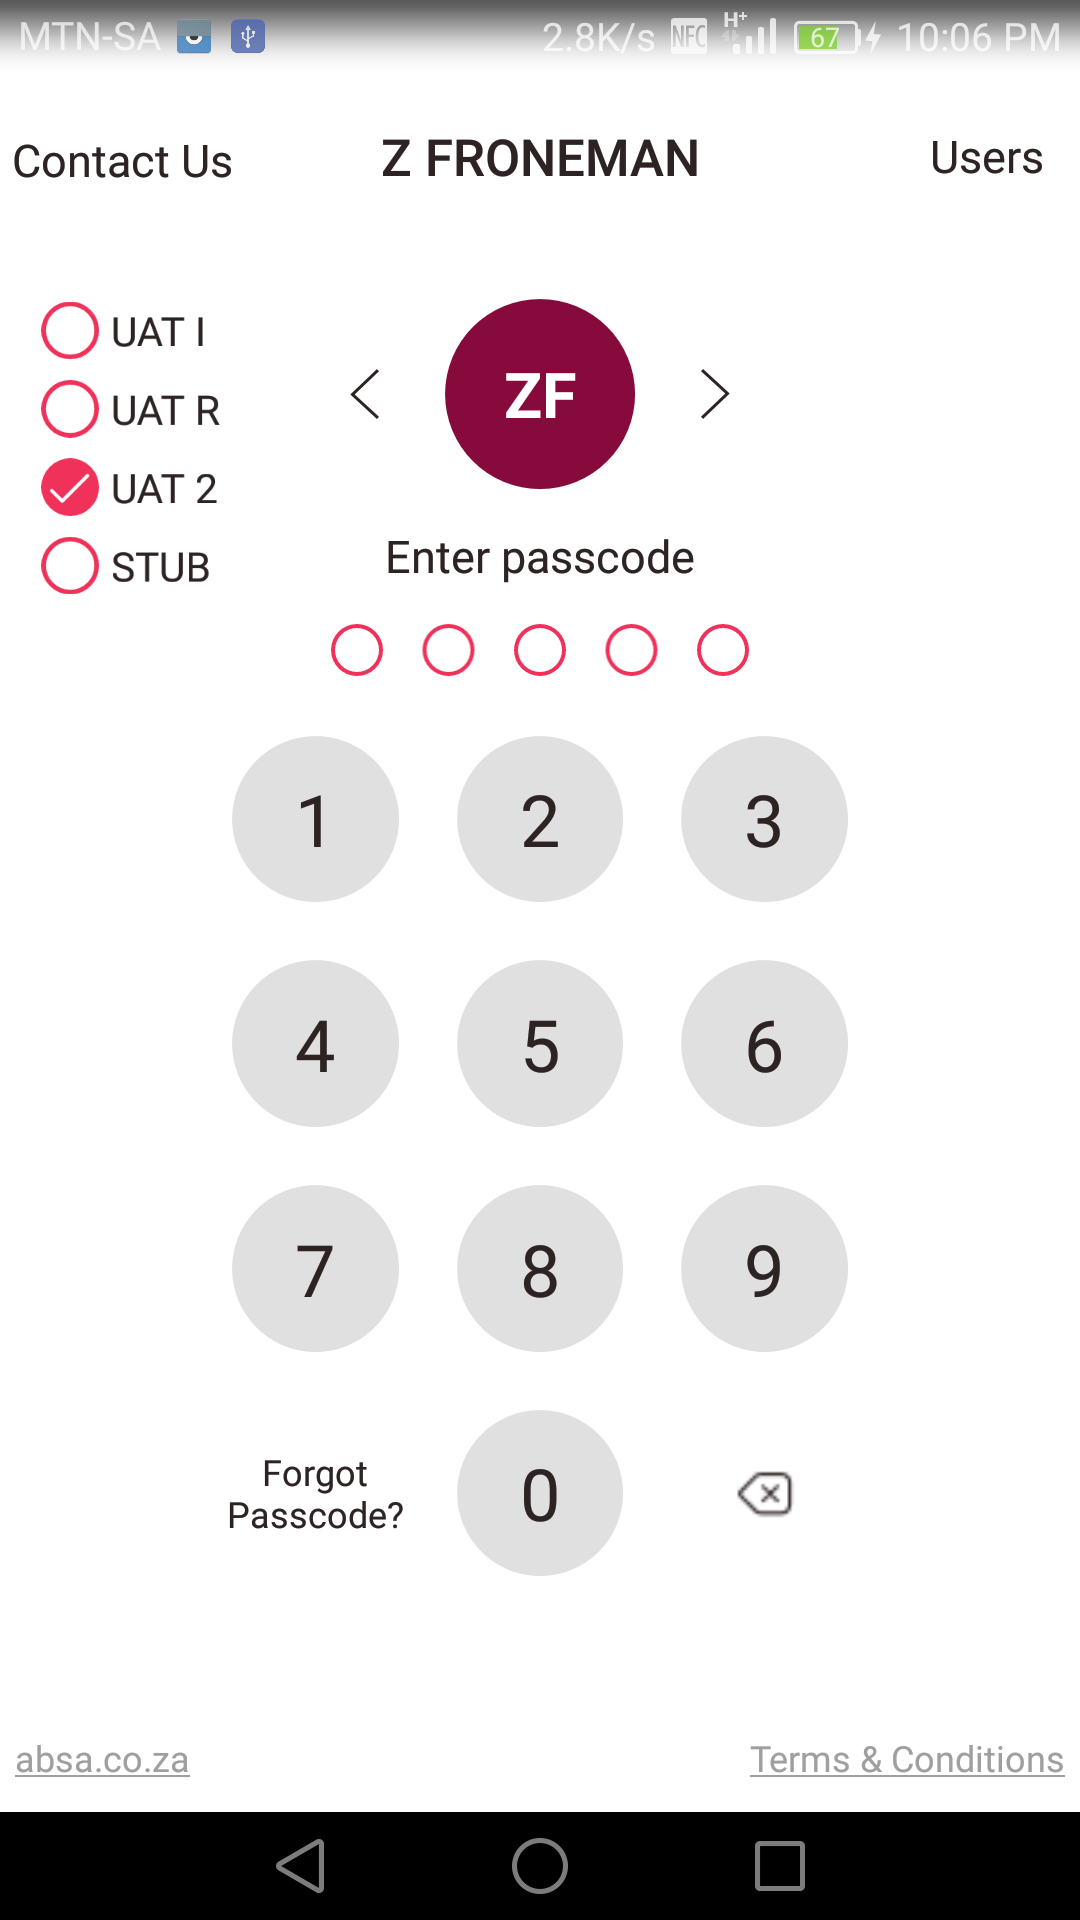 MTN-SA 2.8K/s NFC H+ 67 10:06 PM
Contact Us Z FRONEMAN Users
UAT I
UAT R
UAT 2
STUB
ZF
Enter passcode
1 2 3
4 5 6
7 8 9
Forgot
Passcode?
0
absa.co.za Terms & Conditions